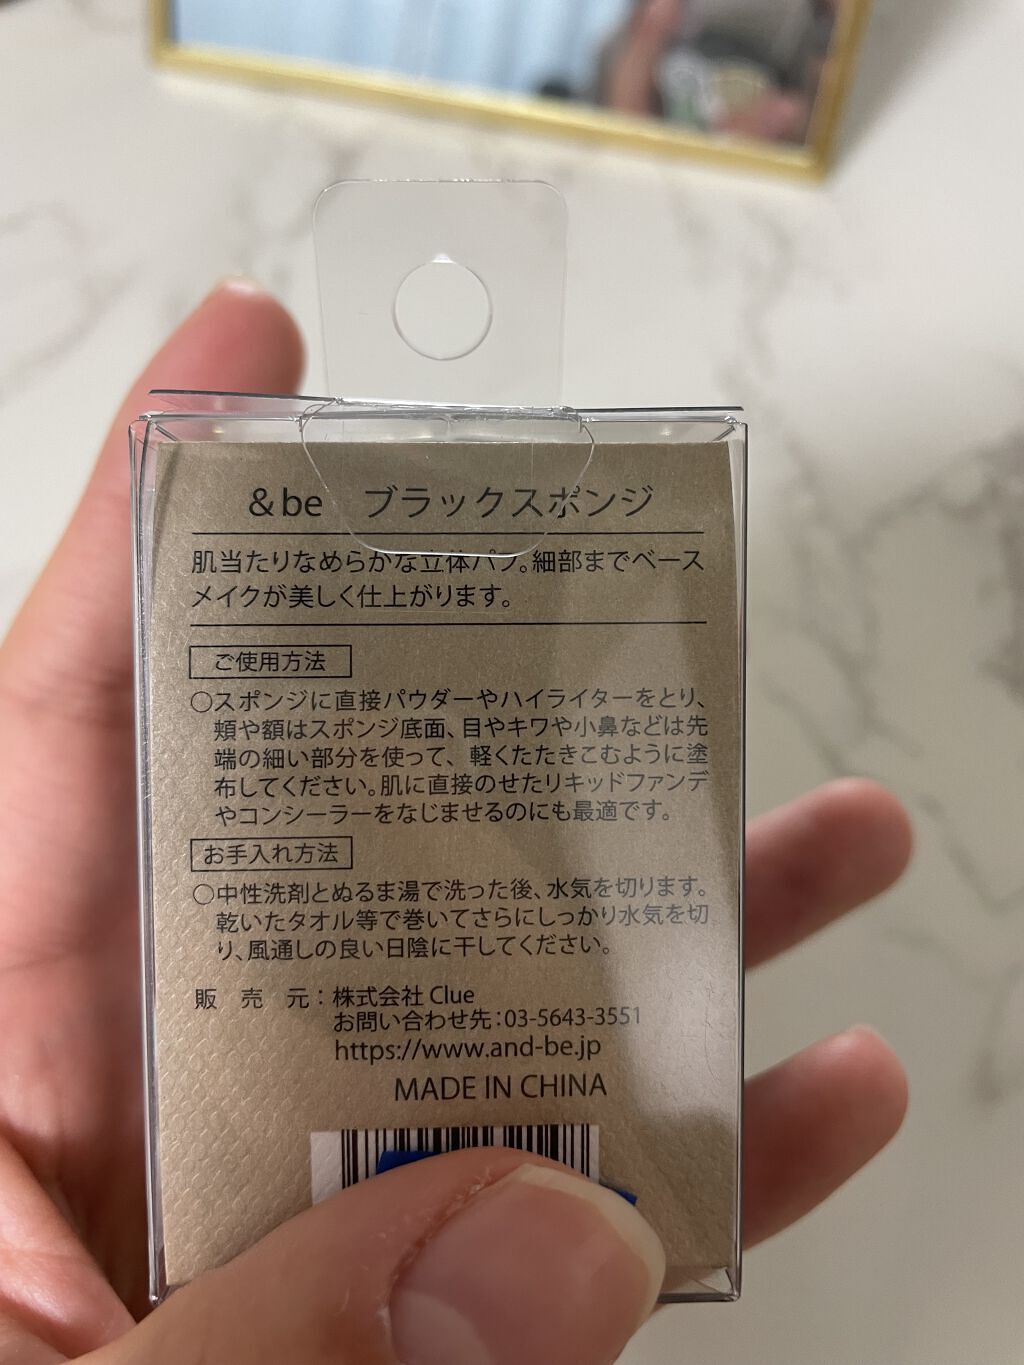 &be ブラックスポンジ
肌当たりなめらかな立体パフ。細部までベース
メイクが美しく仕上がります。
ご使用方法
○スポンジに直接パウダーやハイライターをとり、
頬や額はスポンジ底面、目やキワや小鼻などは先
端の細い部分を使って、軽くたたきこむように塗
布してください。肌に直接のせたリキッドファンデ
やコンシーラーをなじませるのにも最適です。
お手入れ方法
○中性洗剤とぬるま湯で洗った後、水気を切ります。
乾いたタオル等で巻いてさらにしっかり水気を切
り、風通しの良い日陰に干してください。
販売元：株式会社 Clue
お問い合わせ先：03-5643-3551
https://www.and-be.jp
MADE IN CHINA